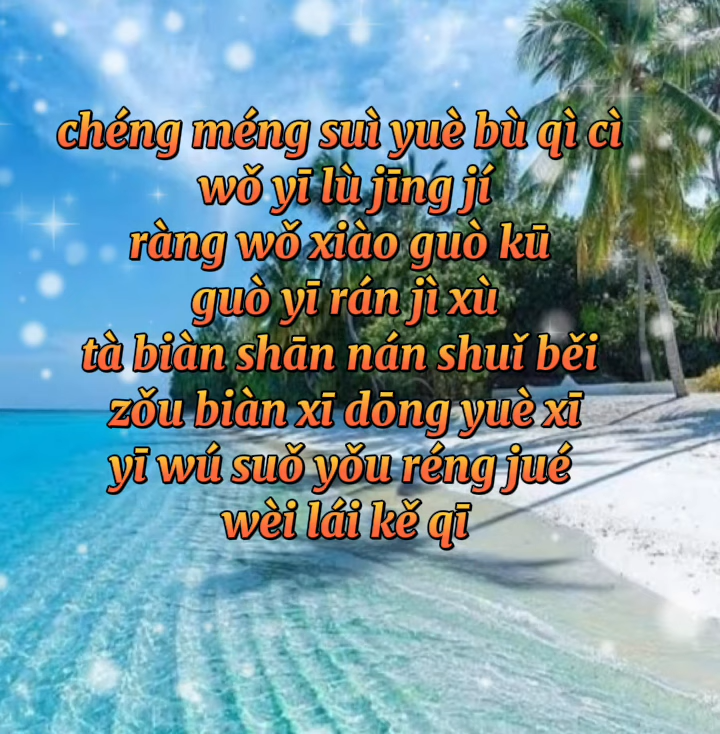 chéng méng suì yuè bù qì cì
wǒ yī lù jīng jí
ràng wǒ xiào guò kū
guò yī rán jì xù
tà biàn shān nán shuǐ běi
zǒu biàn xī dōng yuè xī
yī wú suǒ yǒu réng jué
wèi lái kě qī